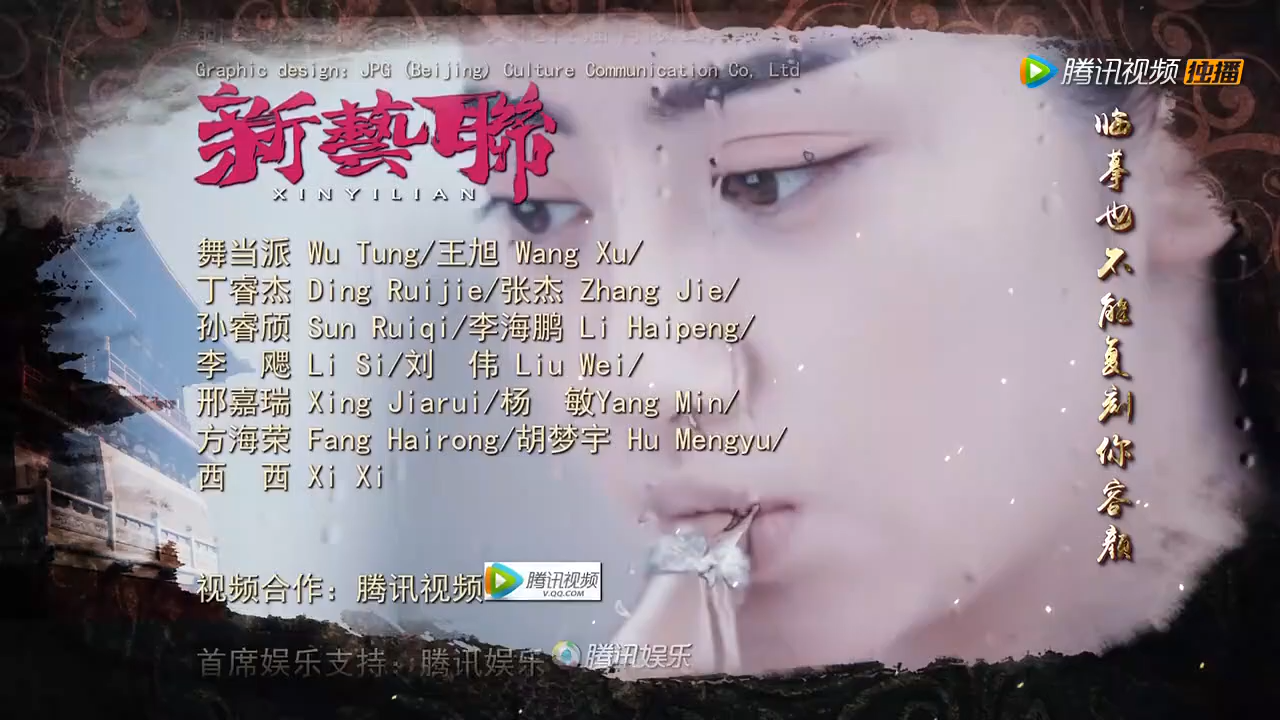 Graphic design: JPG (Beijing) Culture Communication Co, Ltd
腾讯视频 独播
新藝聯
XINYILIAN
舞当派 Wu Tung/王旭 Wang Xu/
丁睿杰 Ding Ruijie/张杰 Zhang Jie/
孙睿颀 Sun Ruiqi/李海鹏 Li Haipeng/
李 飔 Li Si/刘 伟 Liu Wei/
邢嘉瑞 Xing Jiarui/杨 敏Yang Min/
方海荣 Fang Hairong/胡梦宇 Hu Mengyu/
西 西 Xi Xi
视频合作：腾讯视频 腾讯视频
V.QQ.COM
首席娱乐支持：腾讯娱乐 腾讯娱乐
临摹也不能复刻你容颜